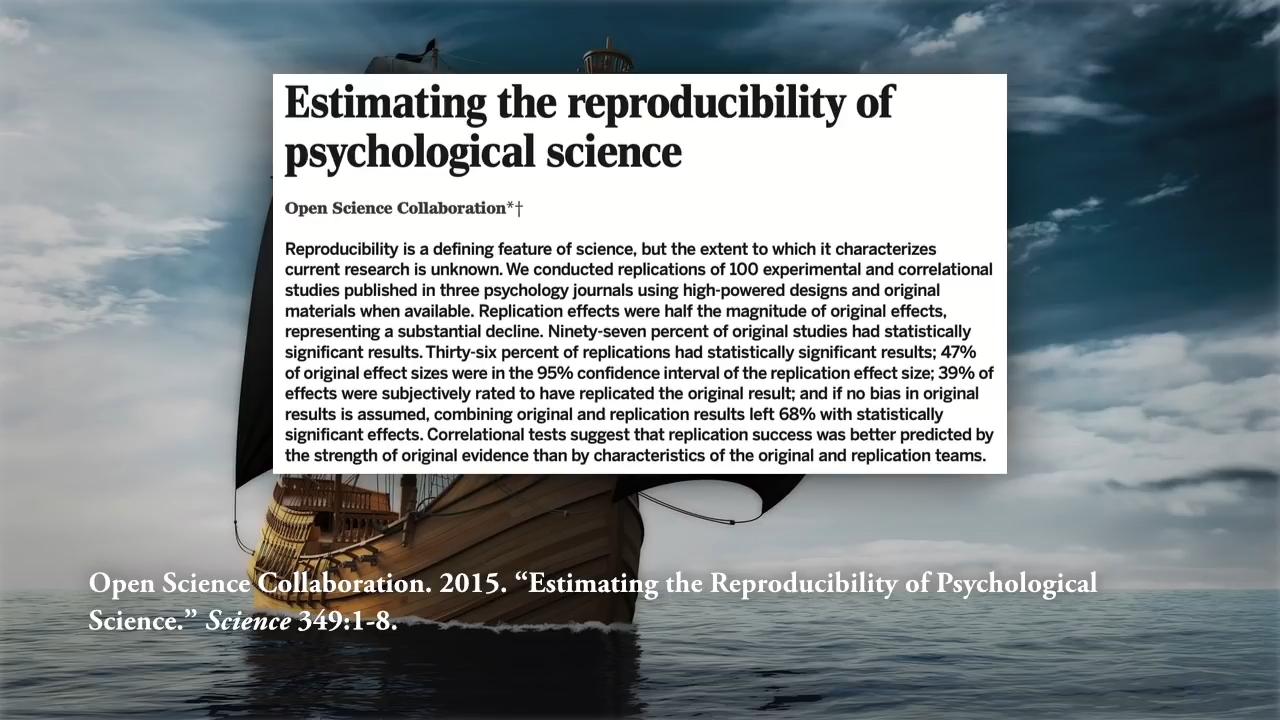 Estimating the reproducibility of
psychological science
Open Science Collaboration*†
Reproducibility is a defining feature of science, but the extent to which it characterizes
current research is unknown. We conducted replications of 100 experimental and correlational
studies published in three psychology journals using high-powered designs and original
materials when available. Replication effects were half the magnitude of original effects,
representing a substantial decline. Ninety-seven percent of original studies had statistically
significant results. Thirty-six percent of replications had statistically significant results; 47%
of original effect sizes were in the 95% confidence interval of the replication effect size; 39% of
effects were subjectively rated to have replicated the original result; and if no bias in original
results is assumed, combining original and replication results left 68% with statistically
significant effects. Correlational tests suggest that replication success was better predicted by
the strength of original evidence than by characteristics of the original and replication teams.
Open Science Collaboration. 2015. “Estimating the Reproducibility of Psychological
Science.” Science 349:1-8.